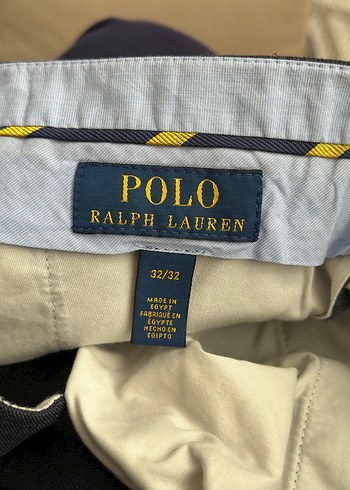 POLO
RALPH LAUREN
32/32
MADE IN
EGYPT
FABRIQUÉ EN
ÉGYPTE
HECHO EN
EGIPTO